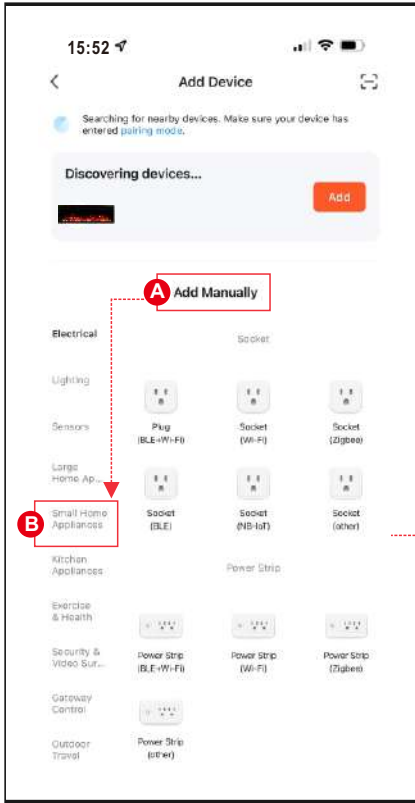 15:52
Add Device
Searching for nearby devices. Make sure your device has
entered pairing mode.
Discovering devices...
Add
A
Add Manually
Electrical
Socket
Lighting
Sensors
Plug
(BLE+Wi-Fi)
Socket
(Wi-Fi)
Socket
(Zigbee)
Large
Home Ap...
B
Small Home
Appliances
Socket
(BLE)
Socket
(NB-IoT)
Socket
(other)
Kitchen
Appliances
Power Strip
Exercise
& Health
Security &
Video Sur...
Power Strip
(BLE+Wi-Fi)
Power Strip
(Wi-Fi)
Power Strip
(Zigbee)
Gateway
Control
Outdoor
Travel
Power Strip
(other)